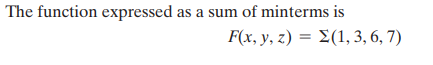 The function expressed as a sum of minterms is
F(x, y, z) = Σ(1, 3, 6, 7)